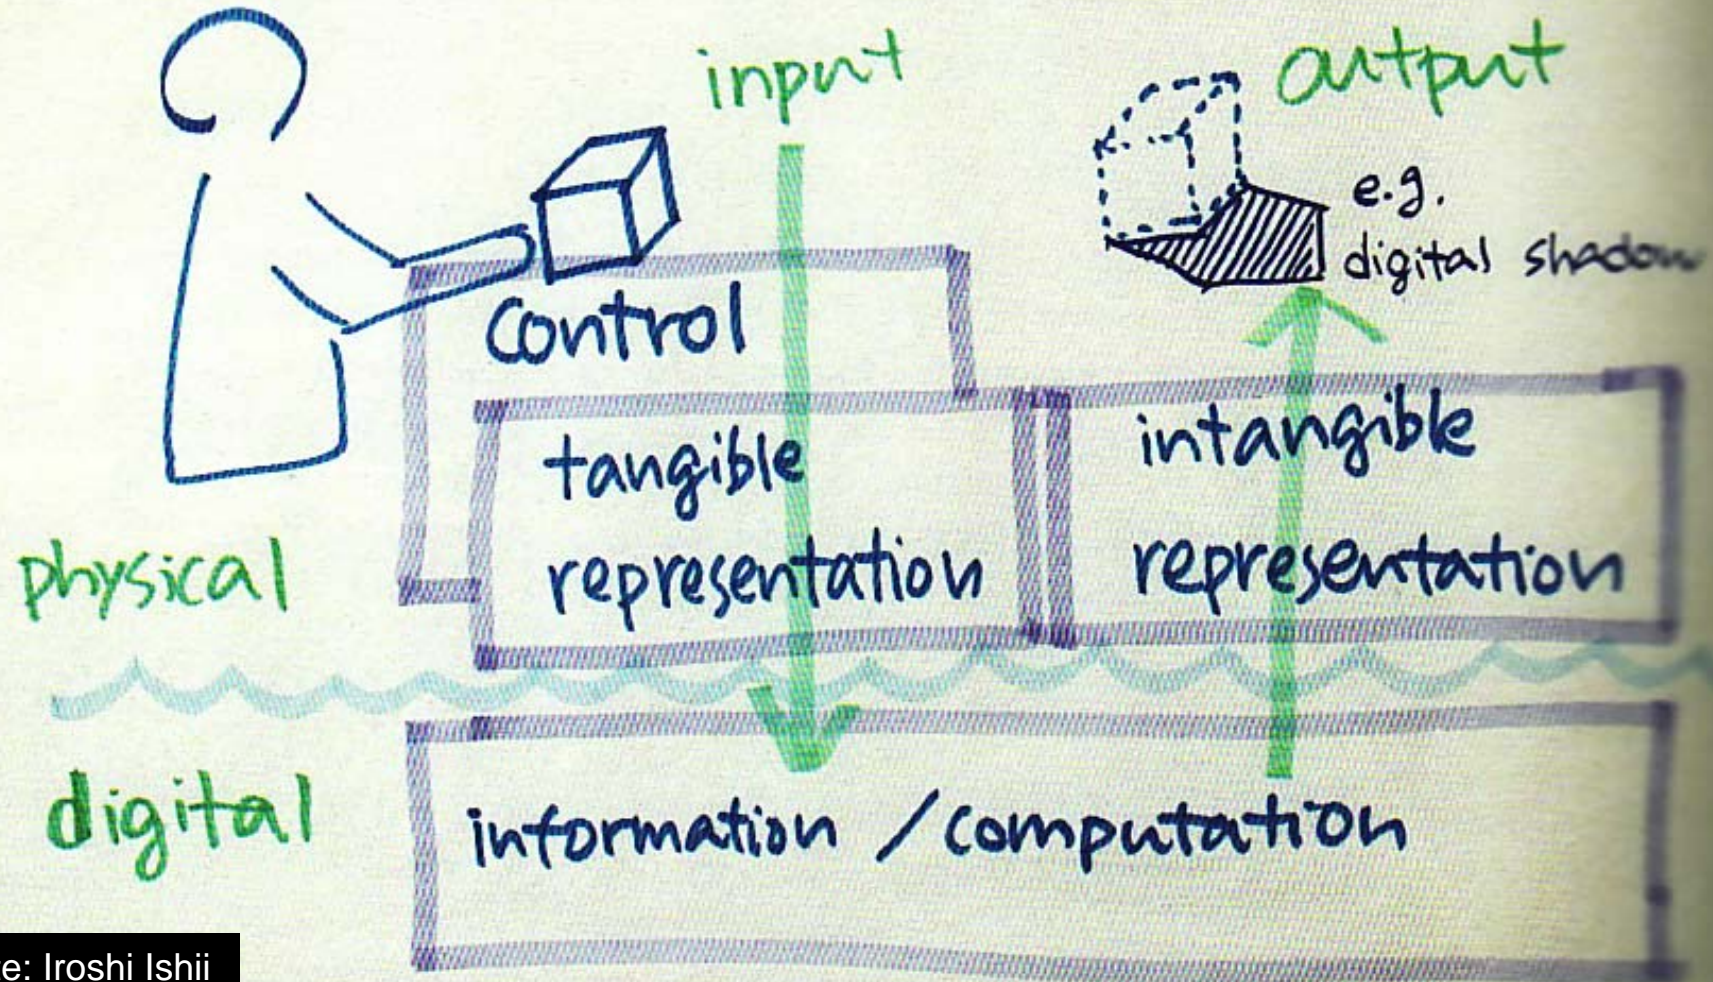 input
output
e.g.
digital shadow
control
tangible
representation
intangible
representation
physical
digital
information / computation
e: Iroshi Ishii